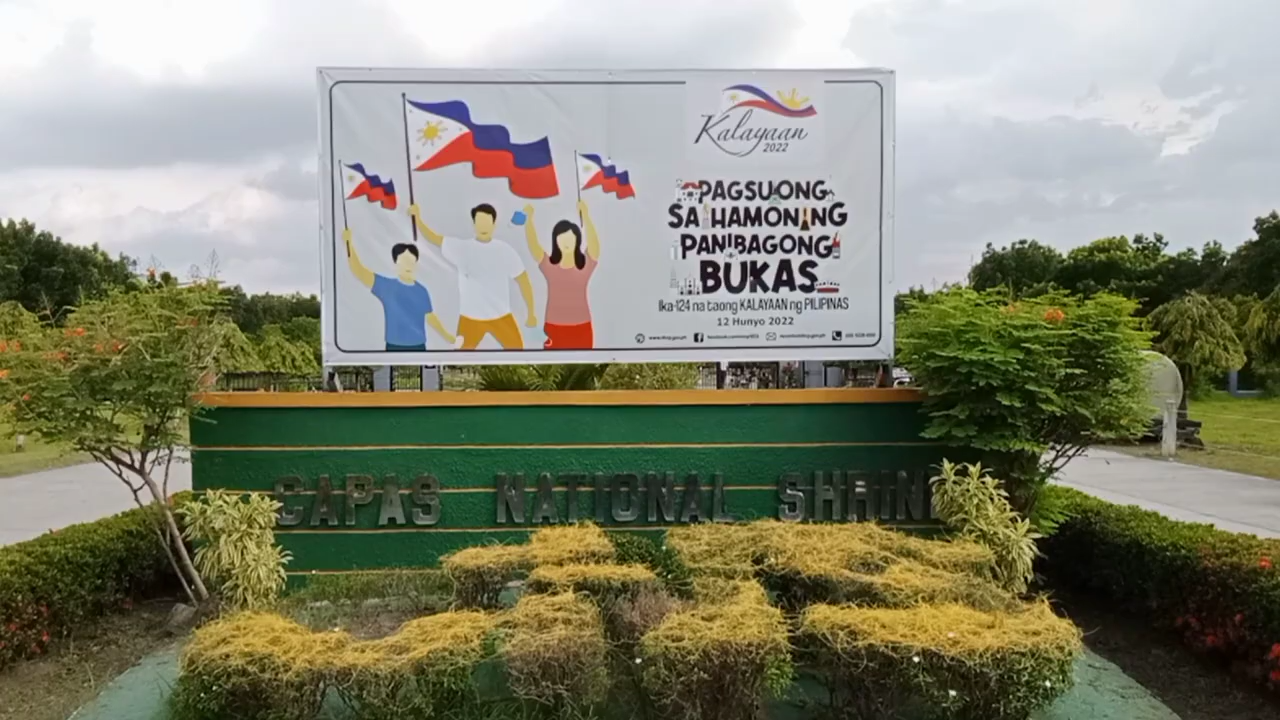 Kalayaan
2022
PAGSUONG
SA HAMON NG
PANIBAGONG
BUKAS
Ika-124 na taong KALAYAAN ng PILIPINAS
12 Hunyo 2022
CAPAS NATIONAL SHRINE